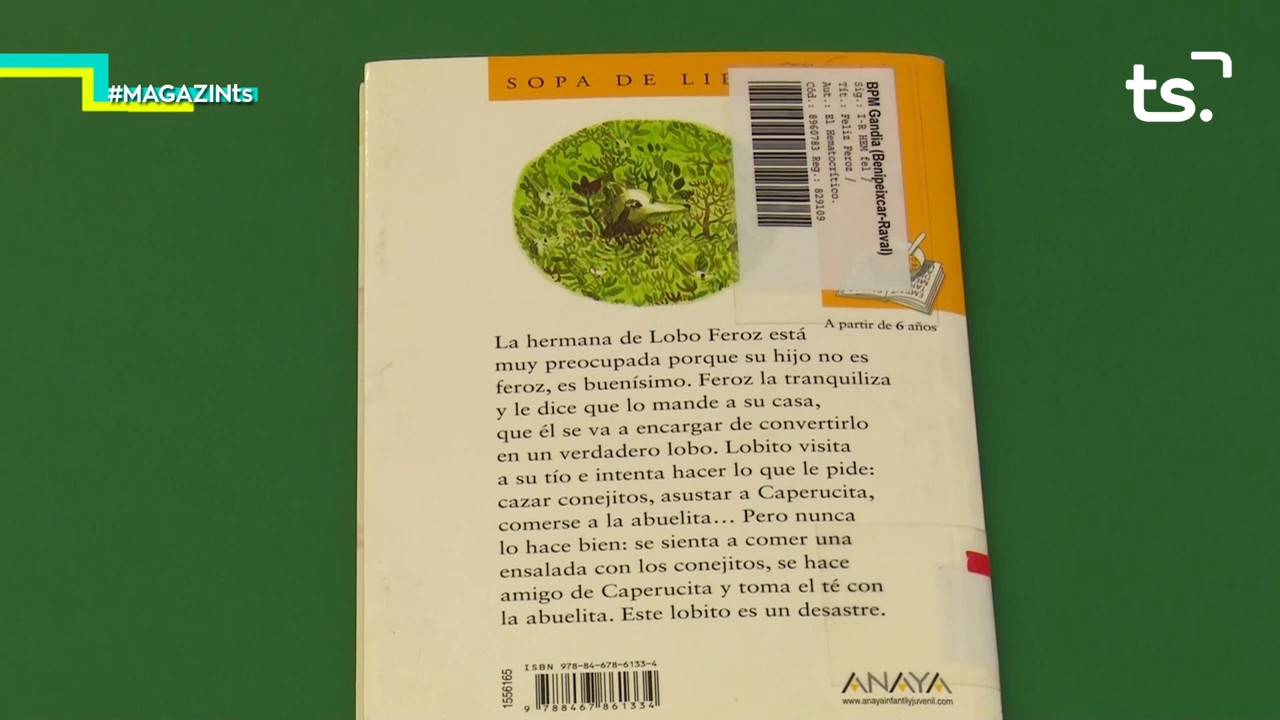 #MAGAZINts
ts.
SOPA DE LI
BPM Gandia (Benipeixcar-Raval)
Sig.: I-R HEM fel /
Tít.: Feliz Feroz /
Aut.: El Hematocrítico.
Cód.: 8960783 Reg.: 829109
A partir de 6 años
La hermana de Lobo Feroz está
muy preocupada porque su hijo no es
feroz, es buenísimo. Feroz la tranquiliza
y le dice que lo mande a su casa,
que él se va a encargar de convertirlo
en un verdadero lobo. Lobito visita
a su tío e intenta hacer lo que le pide:
cazar conejitos, asustar a Caperucita,
comerse a la abuelita... Pero nunca
lo hace bien: se sienta a comer una
ensalada con los conejitos, se hace
amigo de Caperucita y toma el té con
la abuelita. Este lobito es un desastre.
1556165
ISBN 978-84-678-6133-4
9 788467 861334
ANAYA
www.anayainfantilyjuvenil.com